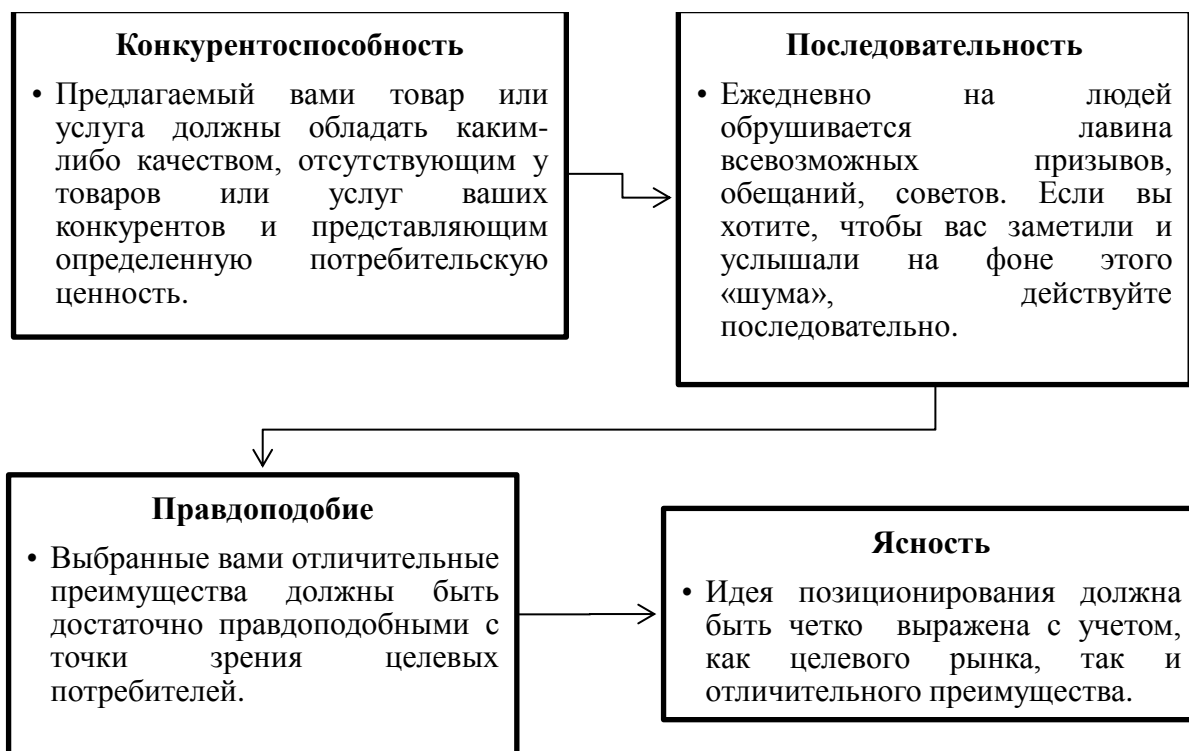 Конкурентоспособность
• Предлагаемый вами товар или
услуга должны обладать каким-
либо качеством, отсутствующим у
товаров или услуг ваших
конкурентов и представляющим
определенную потребительскую
ценность.
Последовательность
• Ежедневно на людей
обрушивается лавина
всевозможных призывов,
обещаний, советов. Если вы
хотите, чтобы вас заметили и
услышали на фоне этого
«шума», действуйте
последовательно.
Правдоподобие
• Выбранные вами отличительные
преимущества должны быть
достаточно правдоподобными с
точки зрения целевых
потребителей.
Ясность
• Идея позиционирования должна
быть четко выражена с учетом,
как целевого рынка, так и
отличительного преимущества.